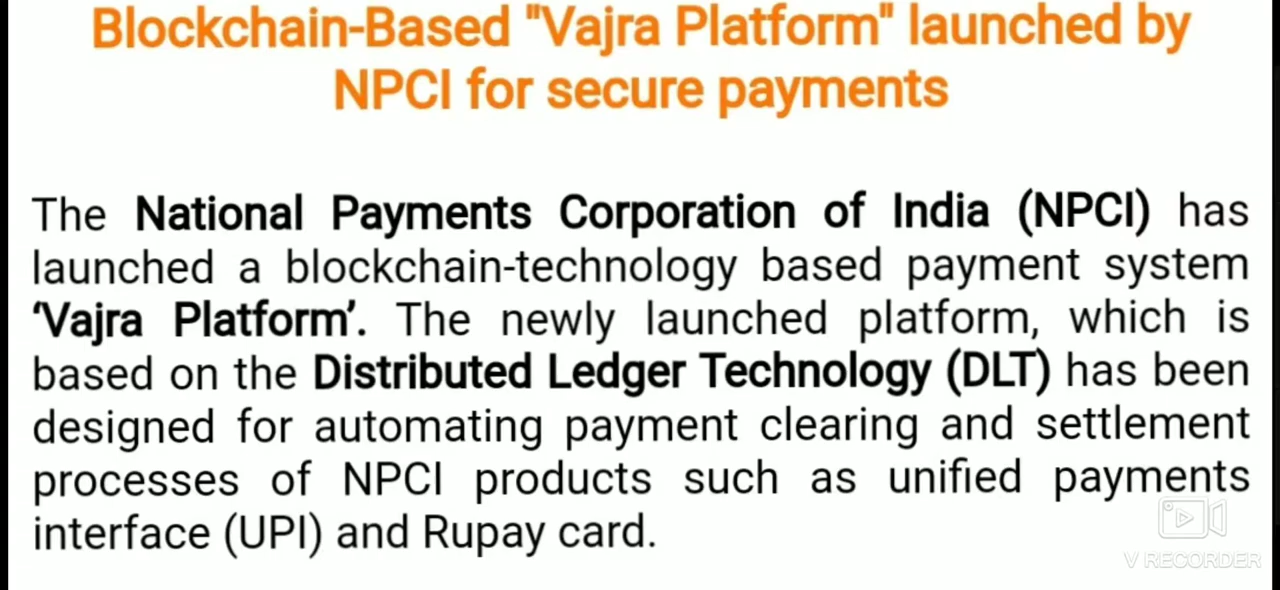 Blockchain-Based "Vajra Platform" launched by
NPCI for secure payments
The National Payments Corporation of India (NPCI) has
launched a blockchain-technology based payment system
‘Vajra Platform’. The newly launched platform, which is
based on the Distributed Ledger Technology (DLT) has been
designed for automating payment clearing and settlement
processes of NPCI products such as unified payments
interface (UPI) and Rupay card.
V RECORDER